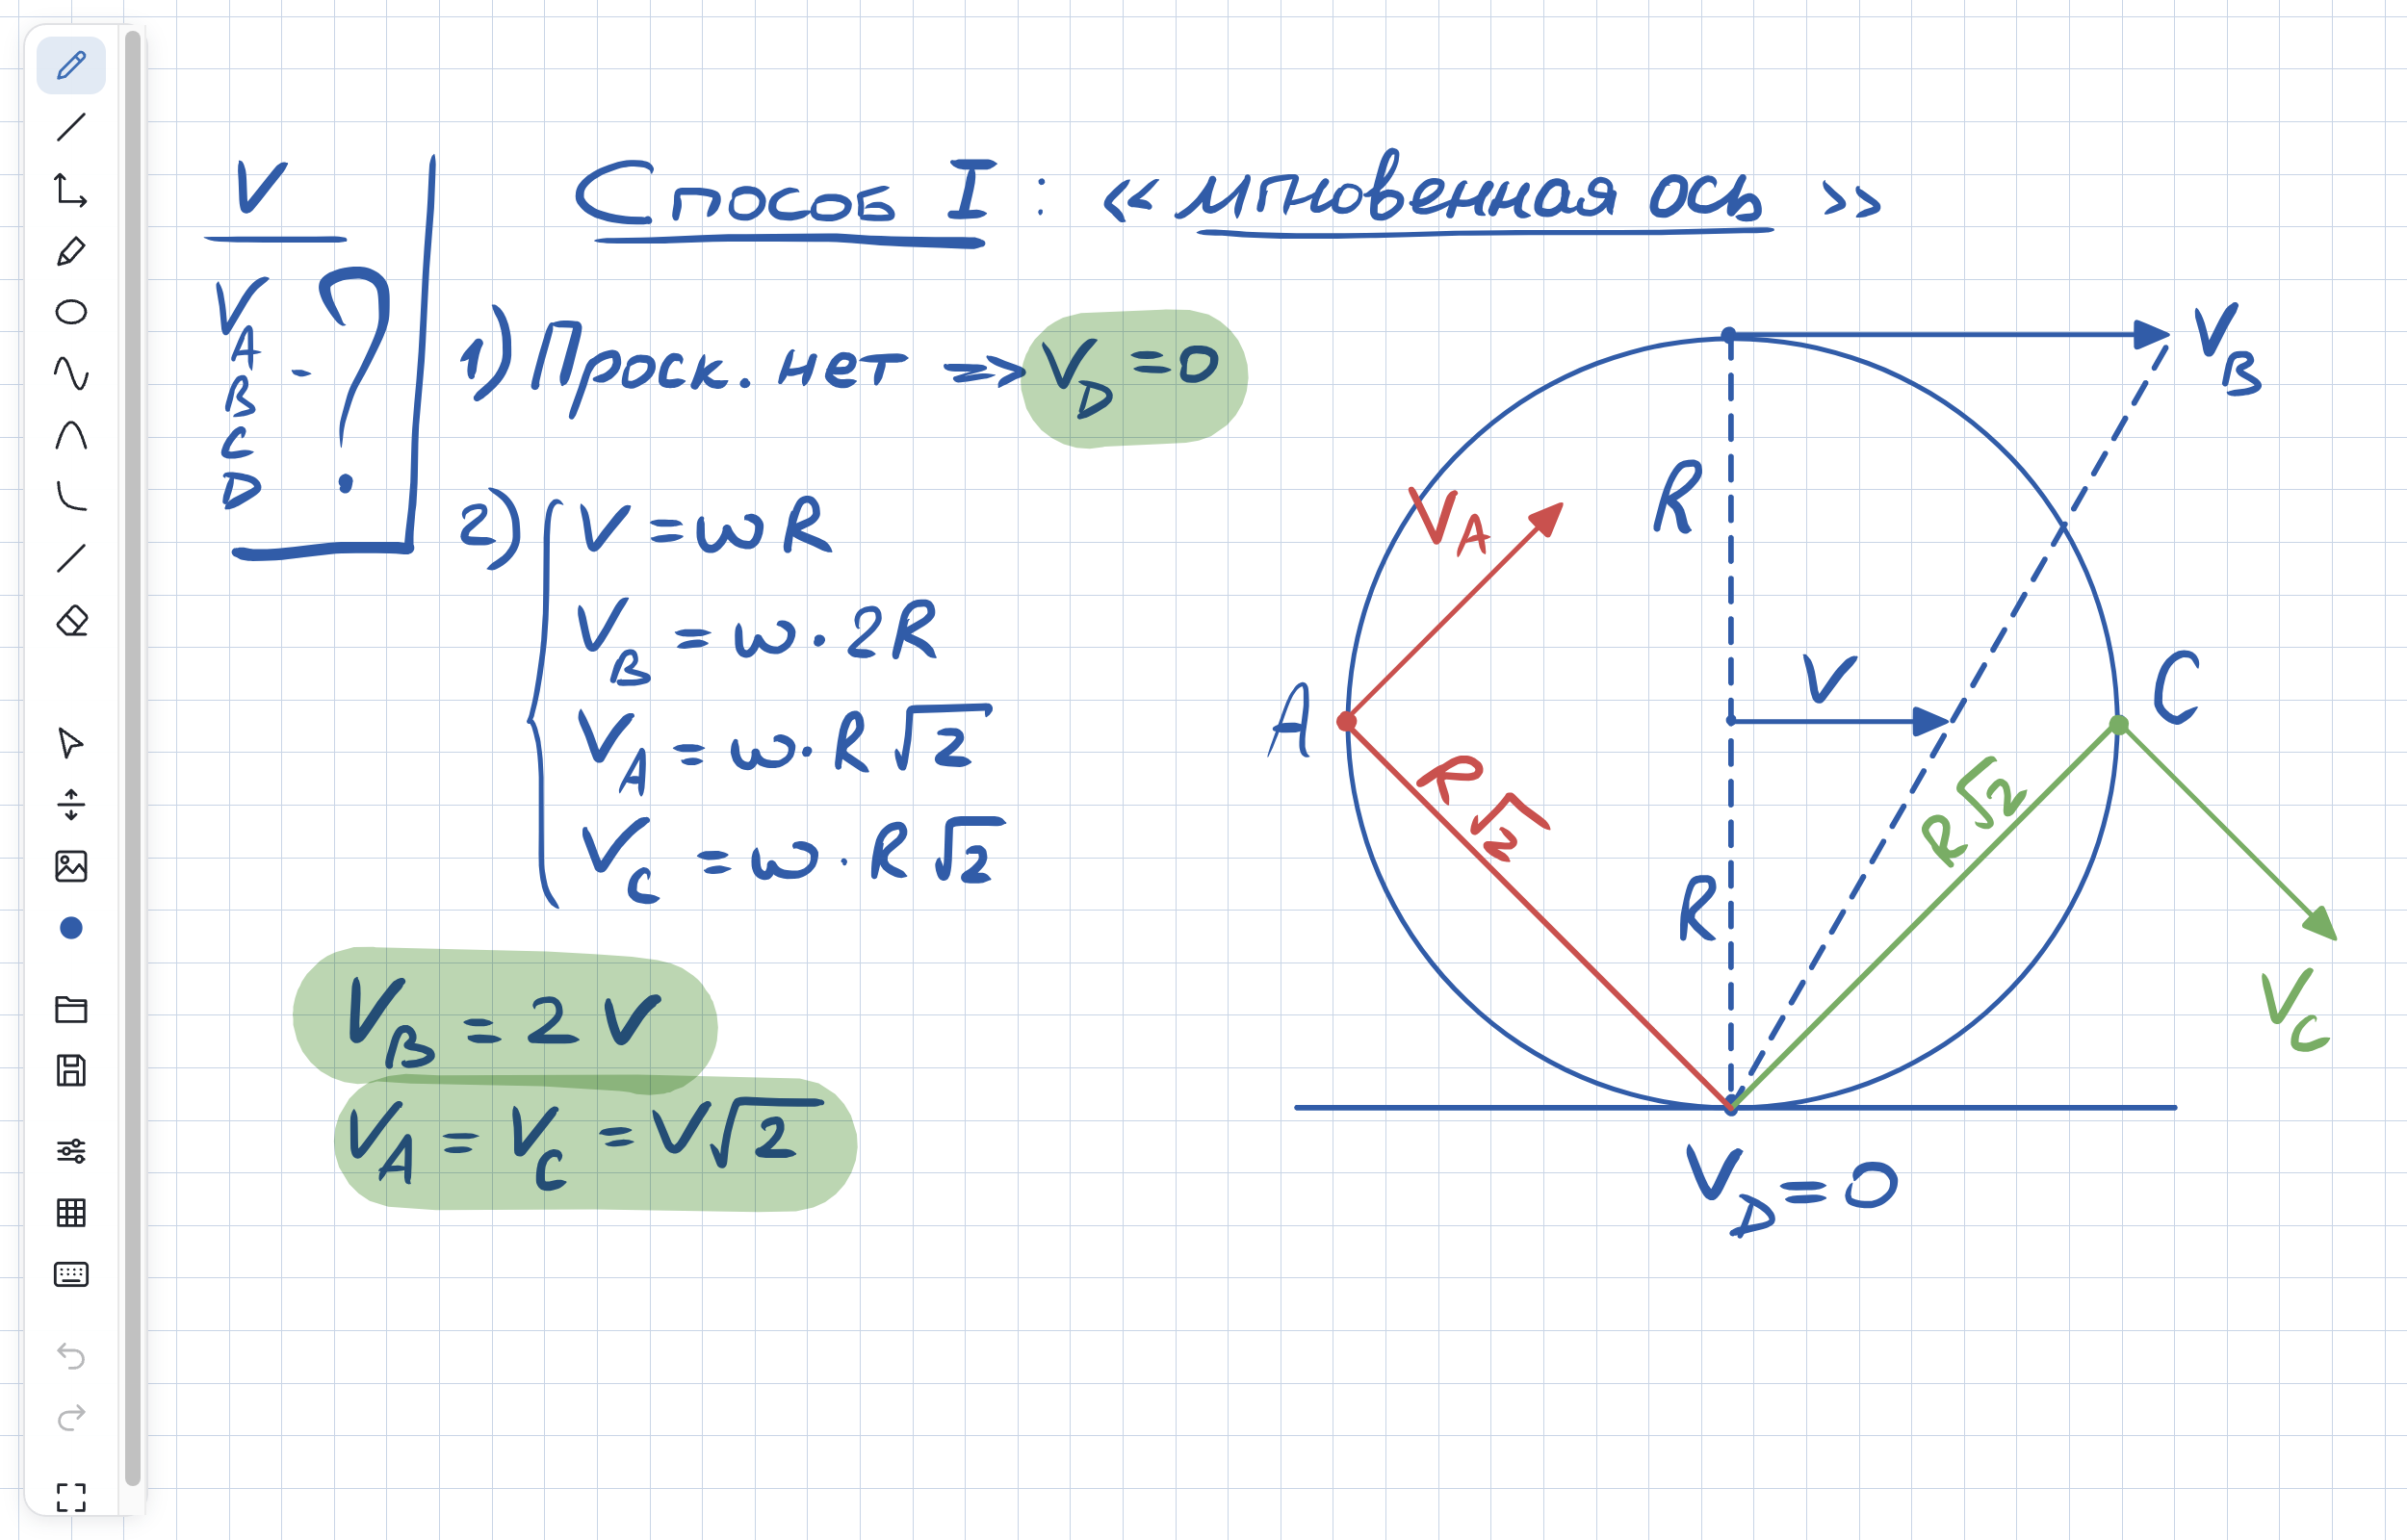 V
Способ I : « мгновенная ось »
V A B C D - ?
1) Проск. нет => V_D = 0
2) V = ωR
V_B = ω · 2R
V_A = ω · R√2
V_C = ω · R√2
V_B = 2V
V_A = V_C = V√2
V_B
V_A
R
V
A
C
R√2
R√2
R
V_C
V_D = 0